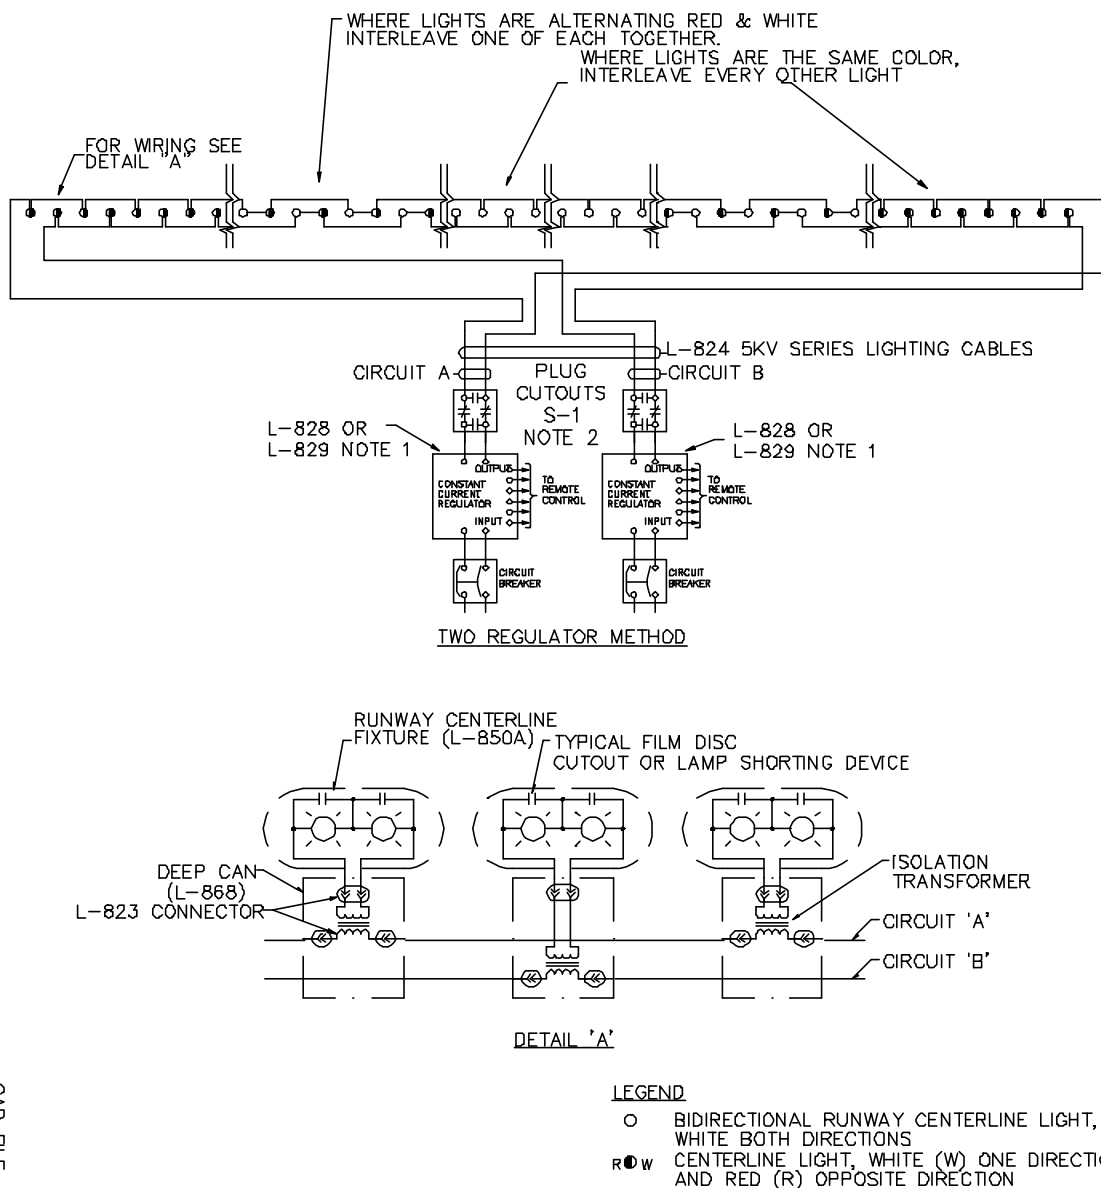 WHERE LIGHTS ARE ALTERNATING RED & WHITE
INTERLEAVE ONE OF EACH TOGETHER.
WHERE LIGHTS ARE THE SAME COLOR,
INTERLEAVE EVERY OTHER LIGHT
FOR WIRING SEE
DETAIL "A"
L-824 5KV SERIES LIGHTING CABLES
CIRCUIT A
PLUG
CUTOUTS
S-1
NOTE 2
CIRCUIT B
L-828 OR
L-829 NOTE 1
L-828 OR
L-829 NOTE 1
OUTPUT
CONSTANT
CURRENT
REGULATOR
INPUT
TO
REMOTE
CONTROL
OUTPUT
CONSTANT
CURRENT
REGULATOR
INPUT
TO
REMOTE
CONTROL
CIRCUIT
BREAKER
CIRCUIT
BREAKER
TWO REGULATOR METHOD
RUNWAY CENTERLINE
FIXTURE (L-850A)
TYPICAL FILM DISC
CUTOUT OR LAMP SHORTING DEVICE
DEEP CAN
(L-868)
L-823 CONNECTOR
ISOLATION
TRANSFORMER
CIRCUIT 'A'
CIRCUIT 'B'
DETAIL 'A'
LEGEND
BIDIRECTIONAL RUNWAY CENTERLINE LIGHT,
WHITE BOTH DIRECTIONS
R W CENTERLINE LIGHT, WHITE (W) ONE DIRECTIO
AND RED (R) OPPOSITE DIRECTION